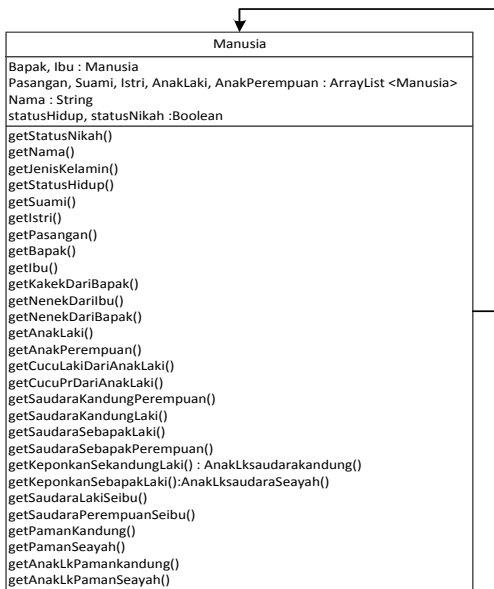 Manusia
Bapak, Ibu : Manusia
Pasangan, Suami, Istri, AnakLaki, AnakPerempuan : ArrayList <Manusia>
Nama : String
statusHidup, statusNikah :Boolean
getStatusNikah()
getNama()
getJenisKelamin()
getStatusHidup()
getSuami()
getIstri()
getPasangan()
getBapak()
getIbu()
getKakekDariBapak()
getNenekDariIbu()
getNenekDariBapak()
getAnakLaki()
getAnakPerempuan()
getCucuLakiDariAnakLaki()
getCucuPrDariAnakLaki()
getSaudaraKandungPerempuan()
getSaudaraKandungLaki()
getSaudaraSebapakLaki()
getSaudaraSebapakPerempuan()
getKeponkanSekandungLaki() : AnakLksaudarakandung()
getKeponkanSebapakLaki():AnakLksaudaraSeayah()
getSaudaraLakiSeibu()
getSaudaraPerempuanSeibu()
getPamanKandung()
getPamanSeayah()
getAnakLkPamankandung()
getAnakLkPamanSeayah()